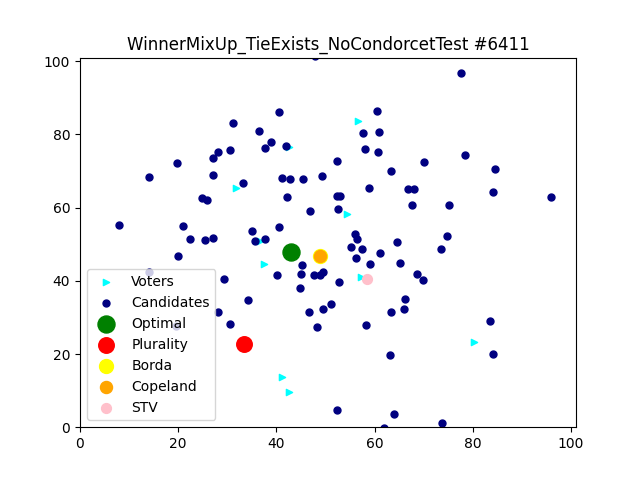 WinnerMixUp_TieExists_NoCondorcetTest #6411
100
80
60
40
20
0
Voters
Candidates
Optimal
Plurality
Borda
Copeland
STV
0 20 40 60 80 100